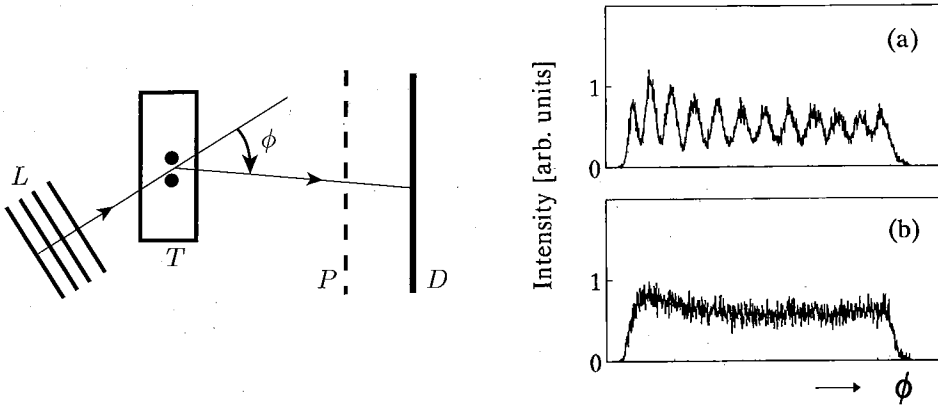 L
T
ϕ
P
D
Intensity [arb. units]
(a)
1
0
(b)
1
0
ϕ